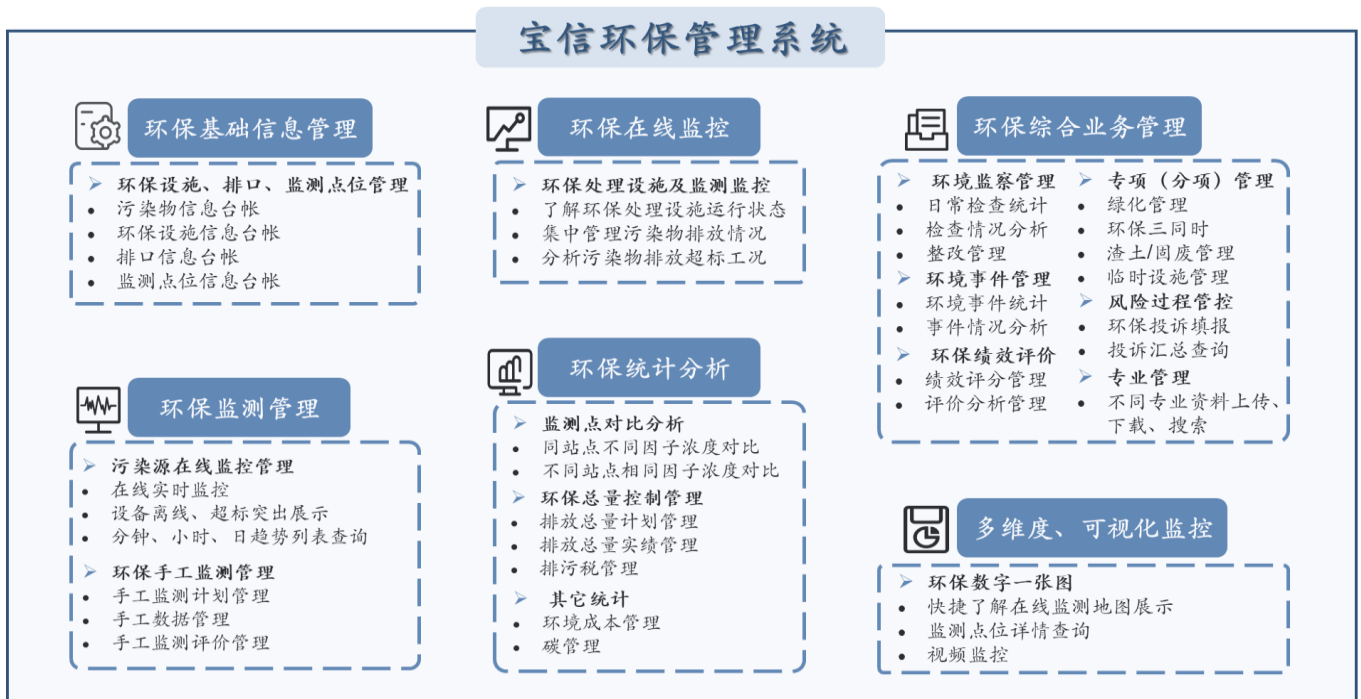 宝信环保管理系统
环保基础信息管理
环保设施、排口、监测点位管理
污染物信息台帐
环保设施信息台帐
排口信息台帐
监测点位信息台帐
环保监测管理
污染源在线监控管理
在线实时监控
设备离线、超标突出展示
分钟、小时、日趋势列表查询
环保手工监测管理
手工监测计划管理
手工数据管理
手工监测评价管理
环保在线监控
环保处理设施及监测监控
了解环保处理设施运行状态
集中管理污染物排放情况
分析污染物排放超标工况
环保统计分析
监测点对比分析
同站点不同因子浓度对比
不同站点相同因子浓度对比
环保总量控制管理
排放总量计划管理
排放总量实绩管理
排污税管理
其它统计
环境成本管理
碳管理
环保综合业务管理
环境监察管理
日常检查统计
检查情况分析
整改管理
环境事件管理
环境事件统计
事件情况分析
环保绩效评价
绩效评分管理
评价分析管理
专项（分项）管理
绿化管理
环保三同时
渣土/固废管理
临时设施管理
风险过程管控
环保投诉填报
投诉汇总查询
专业管理
不同专业资料上传、
下载、搜索
多维度、可视化监控
环保数字一张图
快捷了解在线监测地图展示
监测点位详情查询
视频监控